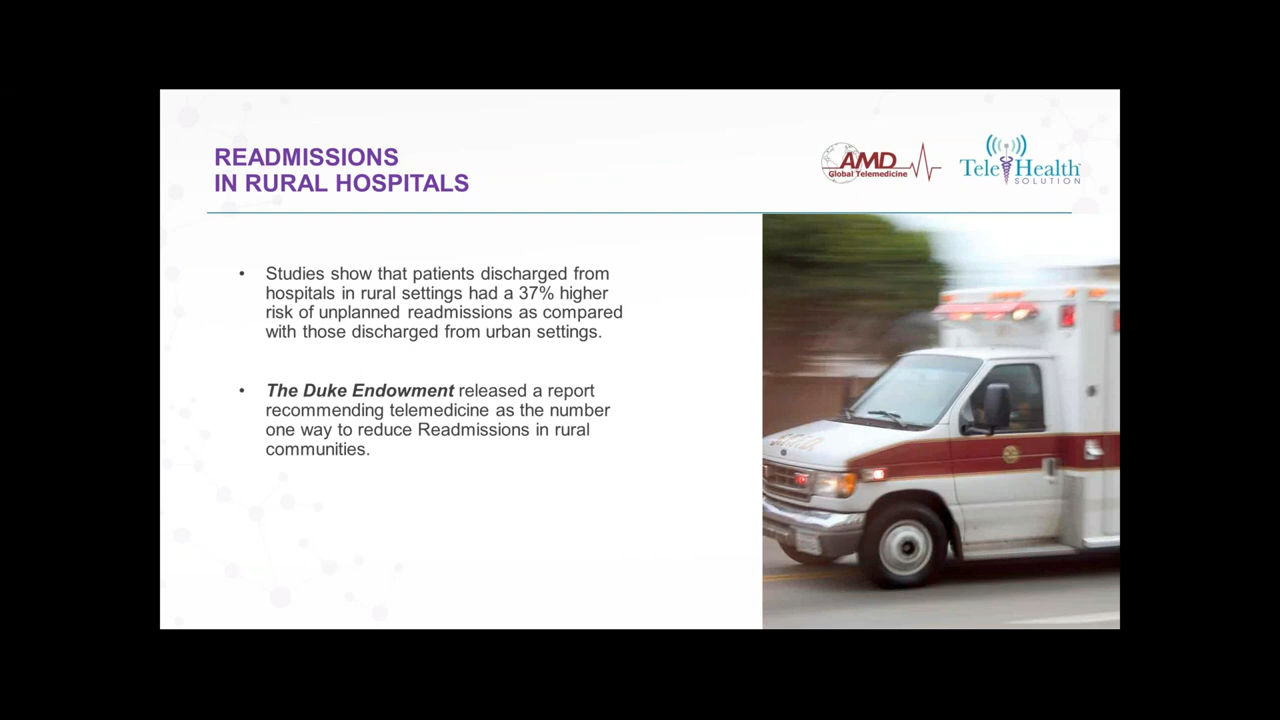 READMISSIONS
IN RURAL HOSPITALS
AMD
Global Telemedicine
TeleHealth
SOLUTION
• Studies show that patients discharged from
hospitals in rural settings had a 37% higher
risk of unplanned readmissions as compared
with those discharged from urban settings.
• The Duke Endowment released a report
recommending telemedicine as the number
one way to reduce Readmissions in rural
communities.